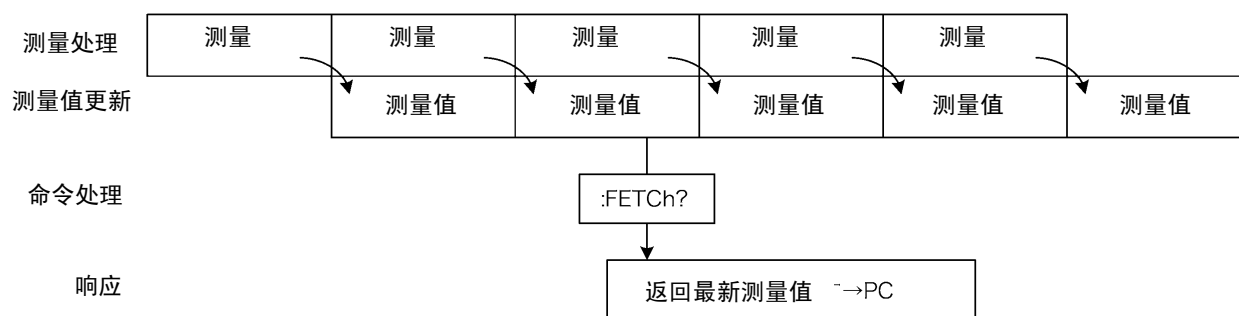 测量处理 测量 测量 测量 测量 测量
测量值更新 测量值 测量值 测量值 测量值 测量值
命令处理 :FETCh?
响应 返回最新测量值 →PC